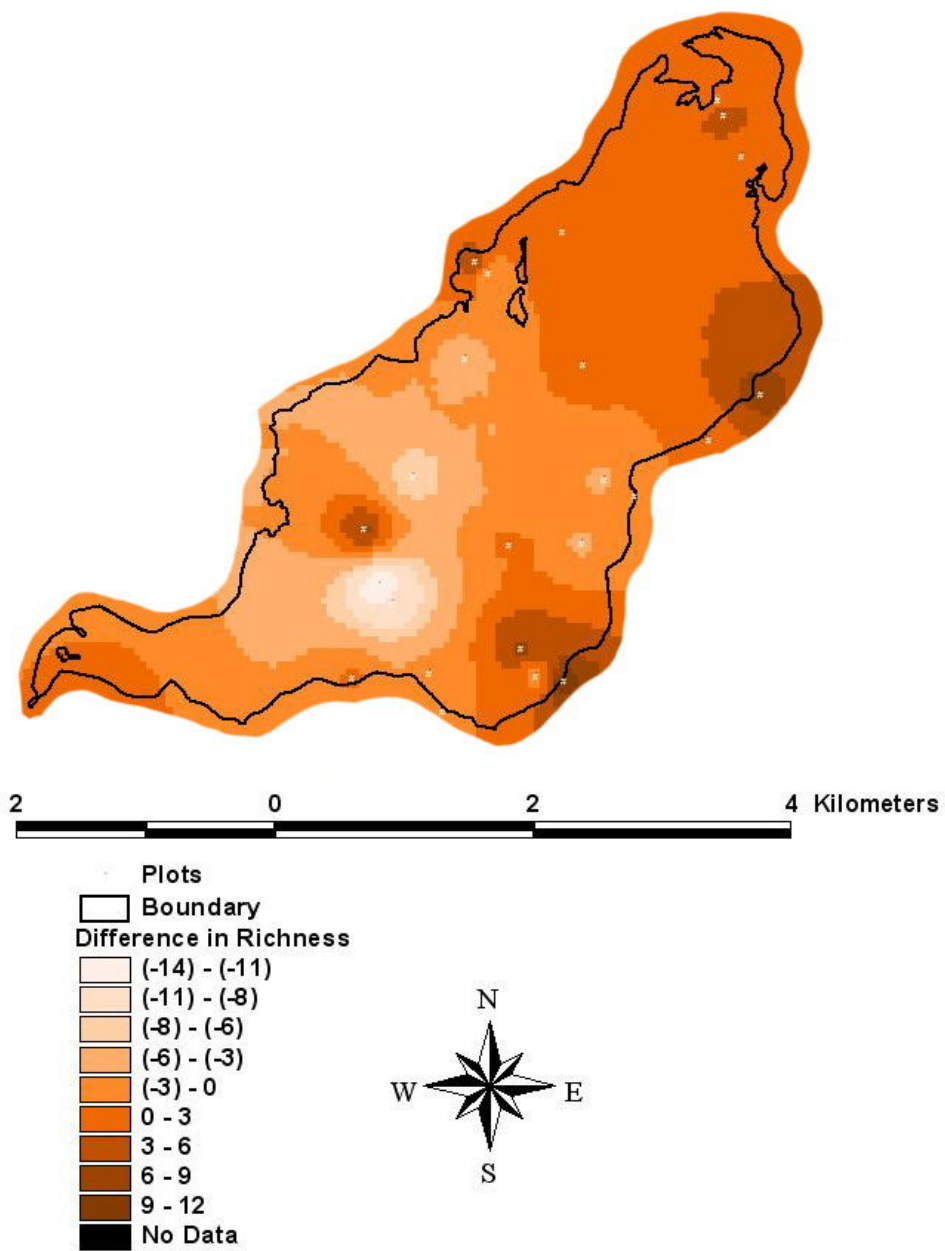 2 0 2 4 Kilometers
Plots
Boundary
Difference in Richness
(-14) - (-11)
(-11) - (-8)
(-8) - (-6)
(-6) - (-3)
(-3) - 0
0 - 3
3 - 6
6 - 9
9 - 12
No Data
N
W E
S